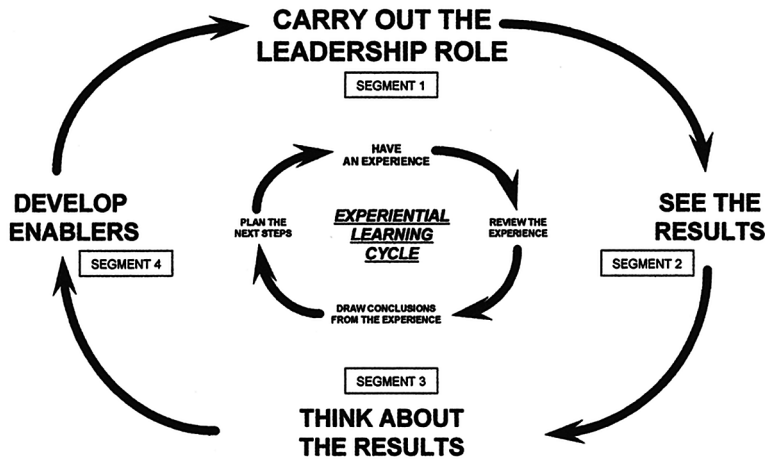 CARRY OUT THE
LEADERSHIP ROLE
SEGMENT 1
HAVE
AN EXPERIENCE
DEVELOP
ENABLERS
SEGMENT 4
PLAN THE
NEXT STEPS
EXPERIENTIAL
LEARNING
CYCLE
REVIEW THE
EXPERIENCE
SEE THE
RESULTS
SEGMENT 2
DRAW CONCLUSIONS
FROM THE EXPERIENCE
SEGMENT 3
THINK ABOUT
THE RESULTS